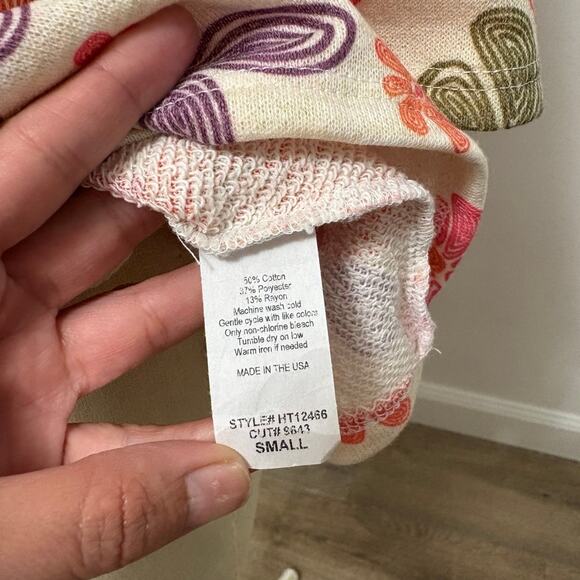 50% Cotton
37% Polyester
13% Rayon
Machine wash cold
Gentle cycle with like colors
Only non-chlorine bleach
Tumble dry on low
Warm iron if needed
MADE IN THE USA
STYLE# HT12466
CUT# 9643
SMALL